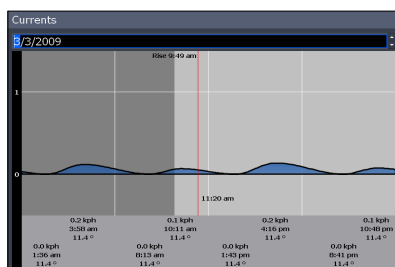 Currents
3/3/2009
Rise 9:49 am
1
0
11:20 am
0.2 kph
3:58 am
11.4 °
0.1 kph
10:11 am
11.4 °
0.2 kph
4:16 pm
11.4 °
0.1 kph
10:48 pm
11.4 °
0.0 kph
1:36 am
11.4 °
0.0 kph
8:13 am
11.4 °
0.0 kph
1:43 pm
11.4 °
0.0 kph
8:41 pm
11.4 °